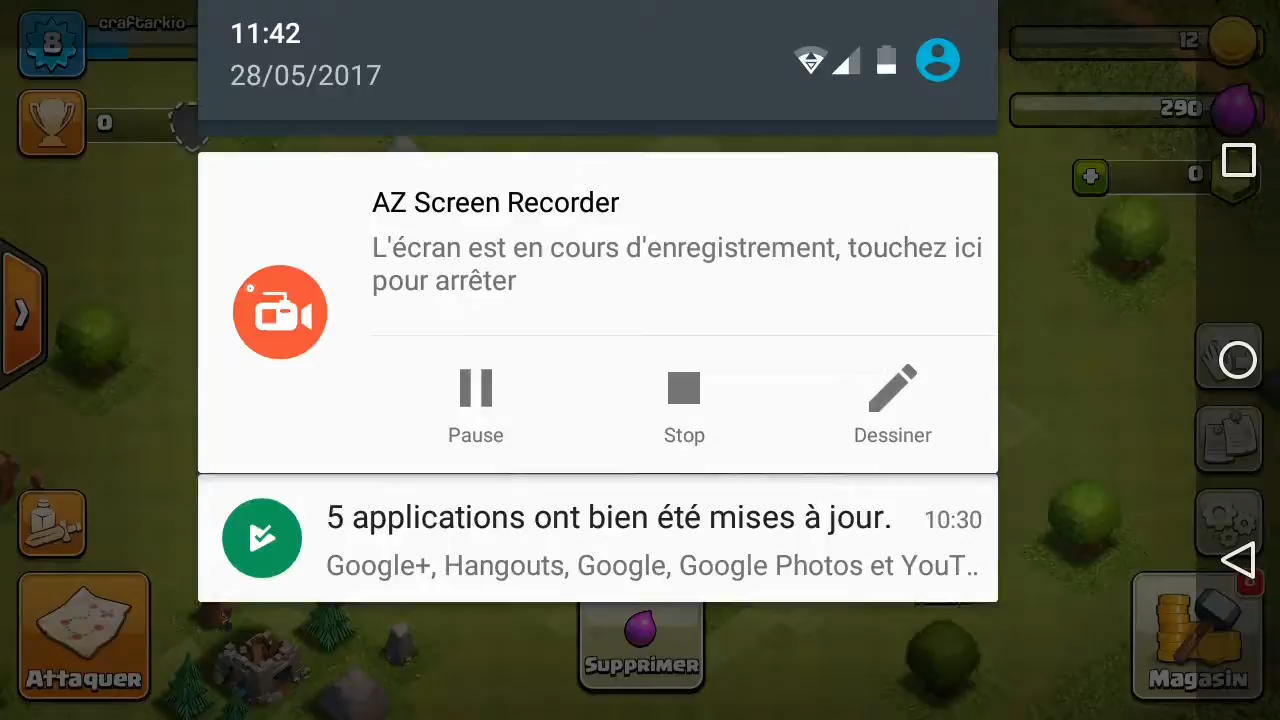 8
craftarkio
0
11:42
28/05/2017
12
290
0
AZ Screen Recorder
L'écran est en cours d'enregistrement, touchez ici
pour arrêter
Pause
Stop
Dessiner
5 applications ont bien été mises à jour.
10:30
Google+, Hangouts, Google, Google Photos et YouT..
Attaquer
Supprimer
Magasin